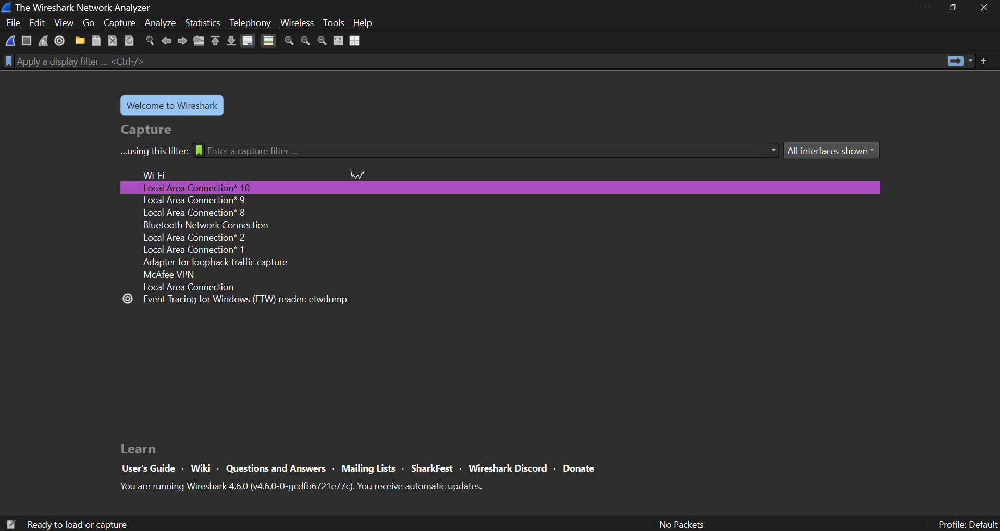 The Wireshark Network Analyzer
File Edit View Go Capture Analyze Statistics Telephony Wireless Tools Help
Apply a display filter ... <Ctrl-/>
Welcome to Wireshark
Capture
...using this filter: Enter a capture filter ... All interfaces shown
Wi-Fi
Local Area Connection* 10
Local Area Connection* 9
Local Area Connection* 8
Bluetooth Network Connection
Local Area Connection* 2
Local Area Connection* 1
Adapter for loopback traffic capture
McAfee VPN
Local Area Connection
Event Tracing for Windows (ETW) reader: etwdump
Learn
User's Guide · Wiki · Questions and Answers · Mailing Lists · SharkFest · Wireshark Discord · Donate
You are running Wireshark 4.6.0 (v4.6.0-0-gcdfb6721e77c). You receive automatic updates.
Ready to load or capture No Packets Profile: Default